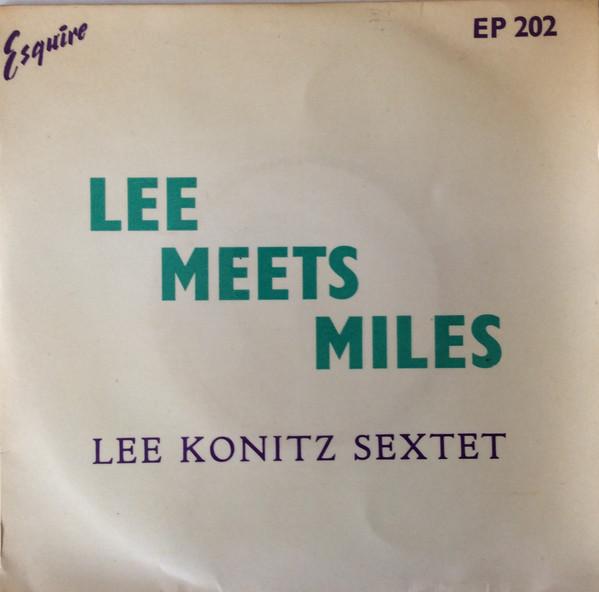 Esquire
EP 202
LEE
MEETS
MILES
LEE KONITZ SEXTET